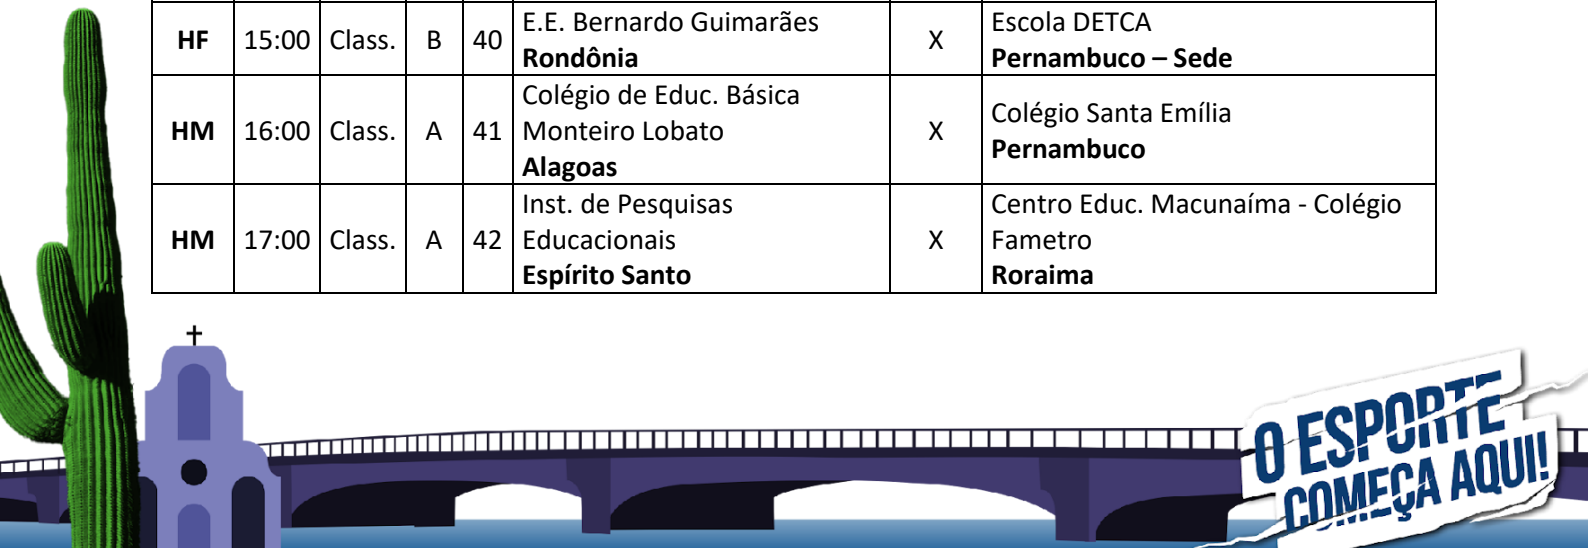 HF 15:00 Class. B 40 E.E. Bernardo Guimarães X Escola DETCA
Rondônia Pernambuco – Sede
HM 16:00 Class. A 41 Colégio de Educ. Básica
Monteiro Lobato
Alagoas
X
Colégio Santa Emília
Pernambuco
HM 17:00 Class. A 42 Inst. de Pesquisas
Educacionais
Espírito Santo
X
Centro Educ. Macunaíma - Colégio
Fametro
Roraima
O ESPORTE
COMEÇA AQUI!